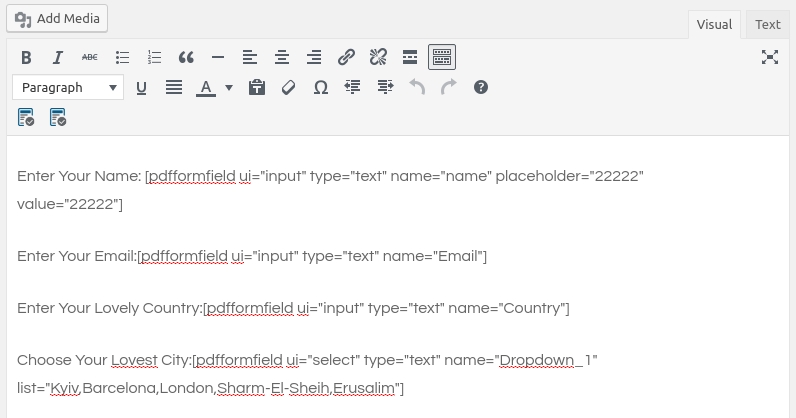 Add Media
Visual Text
B I ABC
Paragraph U A Ω ?
Enter Your Name: [pdfformfield ui="input" type="text" name="name" placeholder="22222"
value="22222"]
Enter Your Email:[pdfformfield ui="input" type="text" name="Email"]
Enter Your Lovely Country:[pdfformfield ui="input" type="text" name="Country"]
Choose Your Lovest City:[pdfformfield ui="select" type="text" name="Dropdown_1"
list="Kyiv,Barcelona,London,Sharm-El-Sheih,Erusalim"]